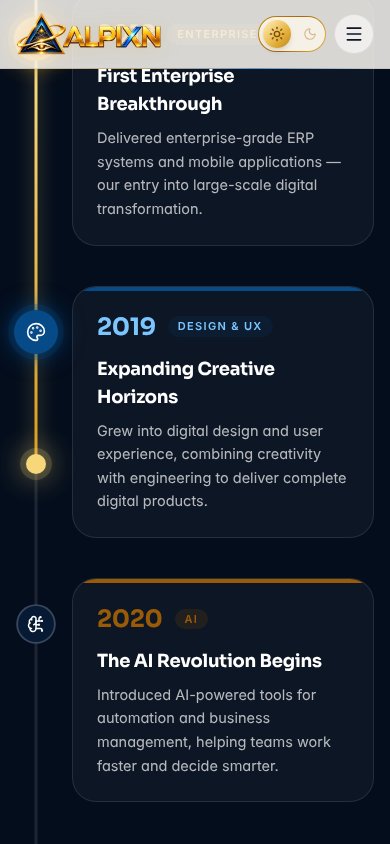 ALPIXN
ENTERPRISE
First Enterprise
Breakthrough
Delivered enterprise-grade ERP
systems and mobile applications —
our entry into large-scale digital
transformation.
2019 DESIGN & UX
Expanding Creative
Horizons
Grew into digital design and user
experience, combining creativity
with engineering to deliver complete
digital products.
2020 AI
The AI Revolution Begins
Introduced AI-powered tools for
automation and business
management, helping teams work
faster and decide smarter.